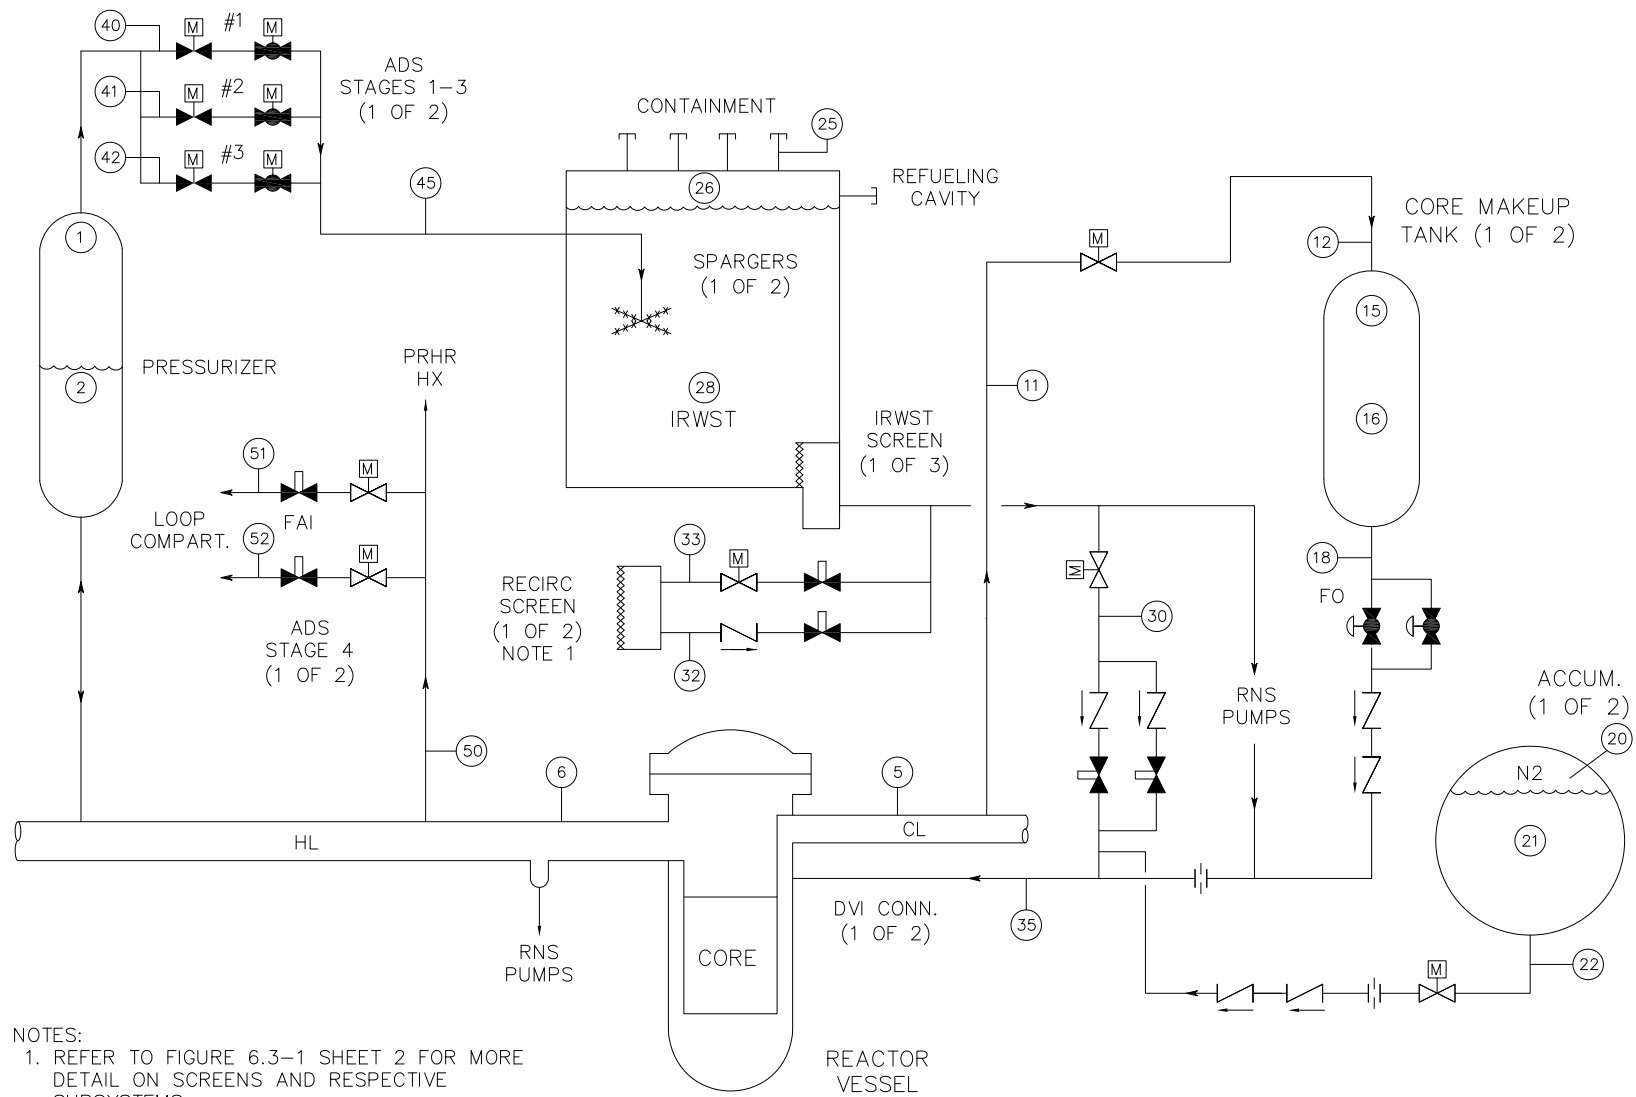 40
M
#1
M
41
M
#2
M
42
M
#3
M
ADS
STAGES 1-3
(1 OF 2)
45
CONTAINMENT
25
26
REFUELING
CAVITY
SPARGERS
(1 OF 2)
28
IRWST
IRWST
SCREEN
(1 OF 3)
M
12
CORE MAKEUP
TANK (1 OF 2)
15
16
11
1
2
PRESSURIZER
PRHR
HX
51
M
FAI
LOOP
COMPART.
52
M
ADS
STAGE 4
(1 OF 2)
50
33
M
RECIRC
SCREEN
(1 OF 2)
NOTE 1
32
M
30
RNS
PUMPS
18
FO
ACCUM.
(1 OF 2)
20
N2
21
22
M
6
5
HL
CL
RNS
PUMPS
CORE
DVI CONN.
(1 OF 2)
35
REACTOR
VESSEL
NOTES:
1. REFER TO FIGURE 6.3-1 SHEET 2 FOR MORE
DETAIL ON SCREENS AND RESPECTIVE